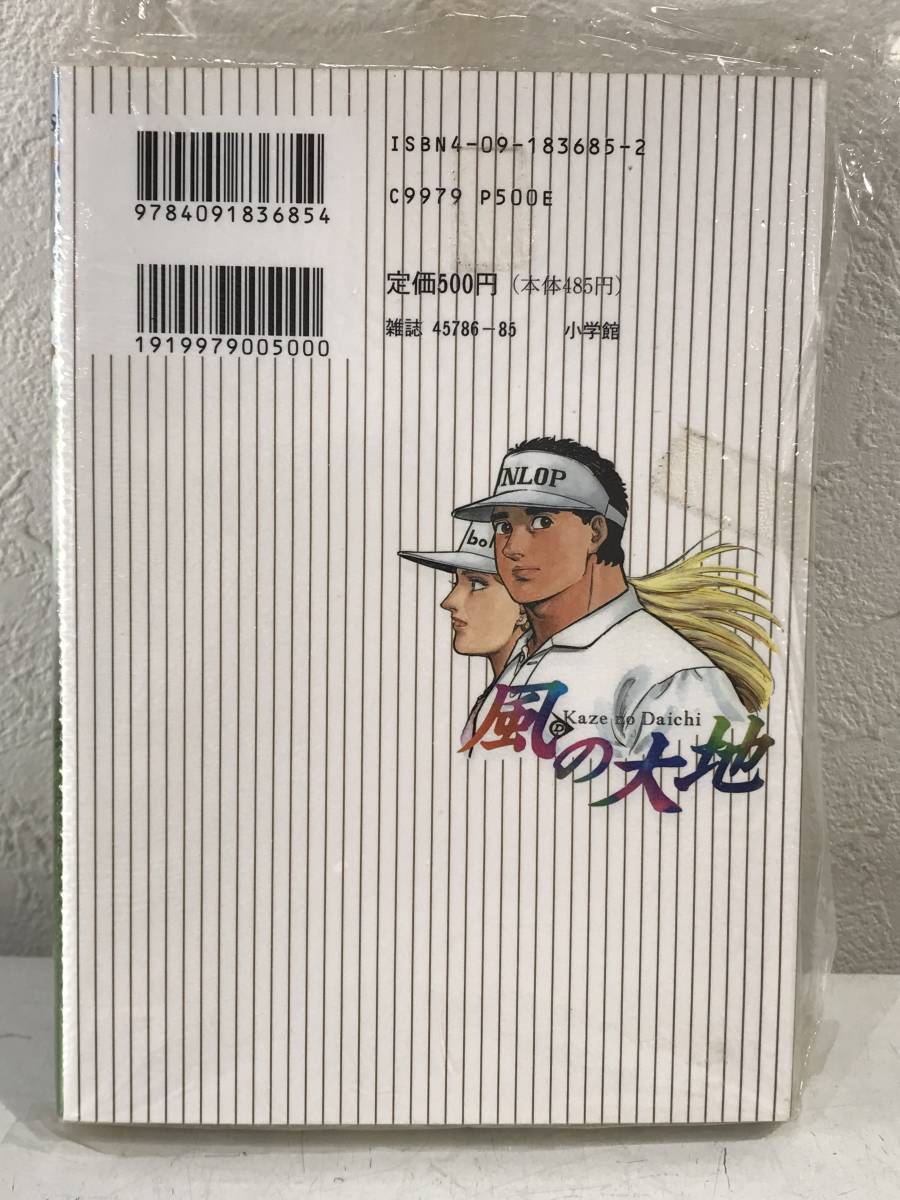 9784091836854
1919979005000
ISBN4-09-183685-2
C9979 P500E
定価500円(本体485円)
雑誌 45786-85 小学館
NLOP
bol
Kaze no Daichi
風の大地